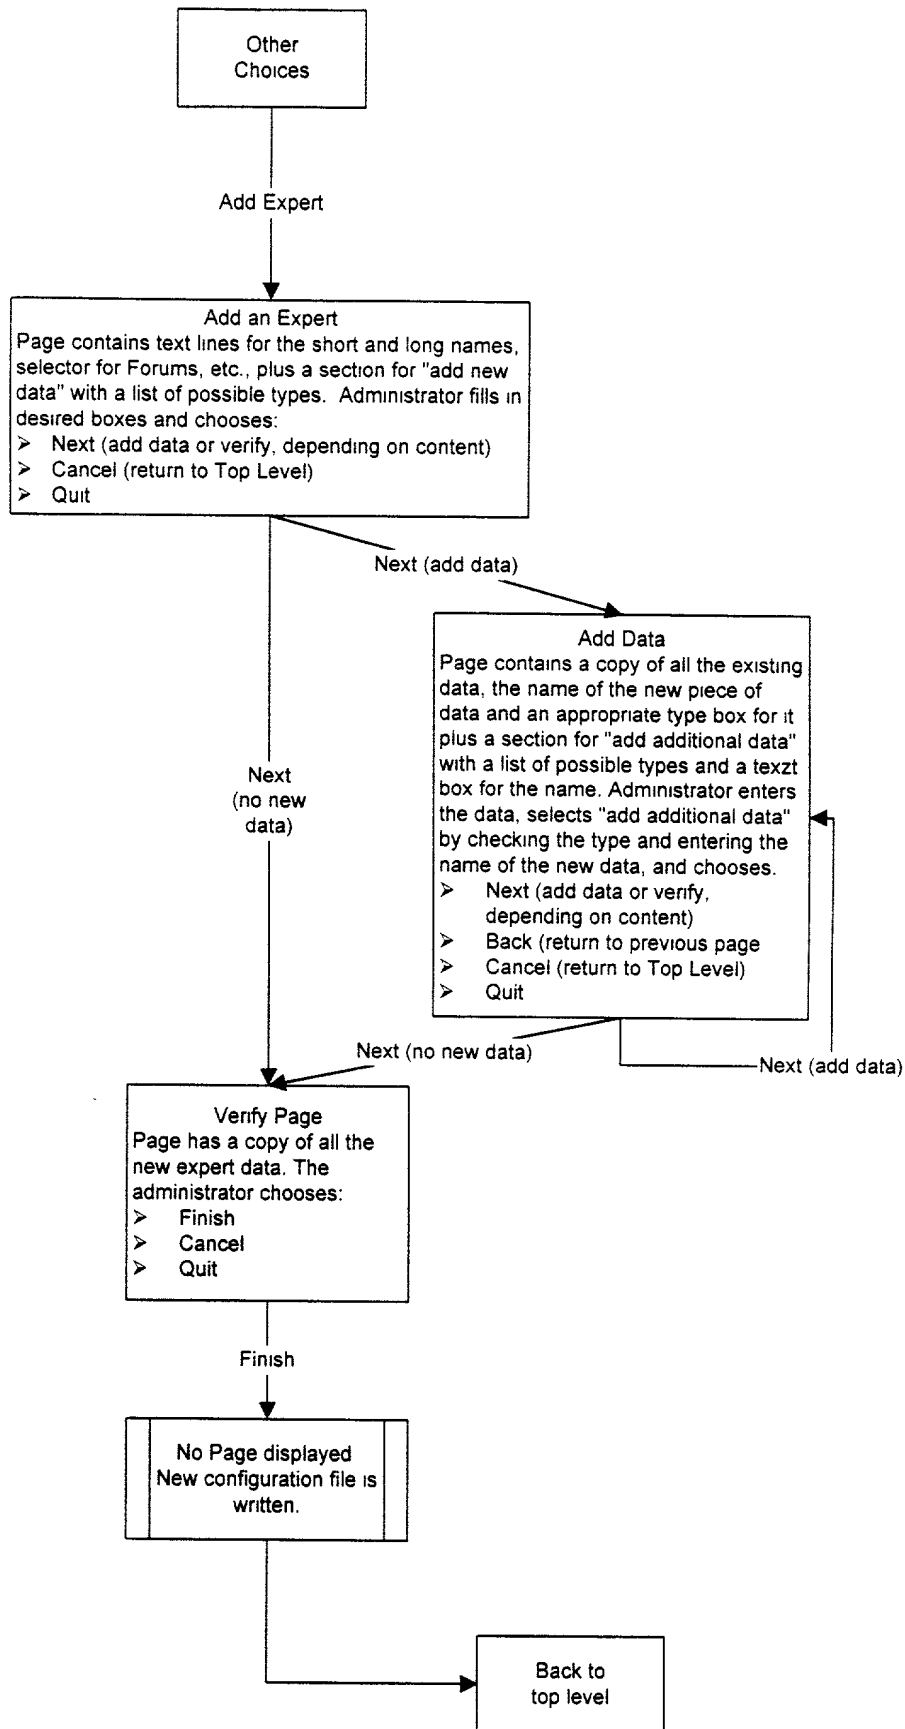 Other
Choices
Add Expert
Add an Expert
Page contains text lines for the short and long names,
selector for Forums, etc., plus a section for "add new
data" with a list of possible types. Administrator fills in
desired boxes and chooses:
➢ Next (add data or verify, depending on content)
➢ Cancel (return to Top Level)
➢ Quit
Next (add data)
Add Data
Page contains a copy of all the existing
data, the name of the new piece of
data and an appropriate type box for it
plus a section for "add additional data"
with a list of possible types and a texzt
box for the name. Administrator enters
the data, selects "add additional data"
by checking the type and entering the
name of the new data, and chooses.
➢ Next (add data or verify,
depending on content)
➢ Back (return to previous page
➢ Cancel (return to Top Level)
➢ Quit
Next
(no new
data)
Next (no new data)
Next (add data)
Verify Page
Page has a copy of all the
new expert data. The
administrator chooses:
➢ Finish
➢ Cancel
➢ Quit
Finish
No Page displayed
New configuration file is
written.
Back to
top level